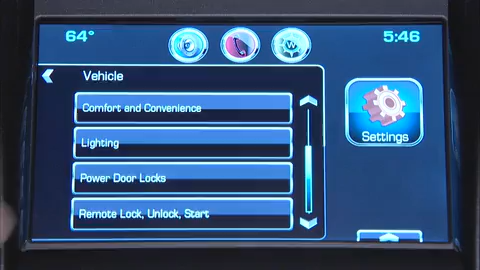 64° 5:46
W
Vehicle
Comfort and Convenience
Lighting
Power Door Locks
Remote Lock, Unlock, Start
Settings